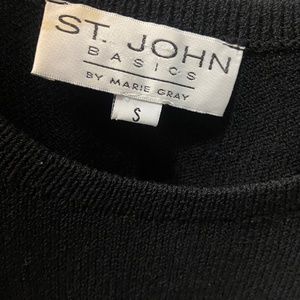 ST. JOHN
BASICS
BY MARIE GRAY
S